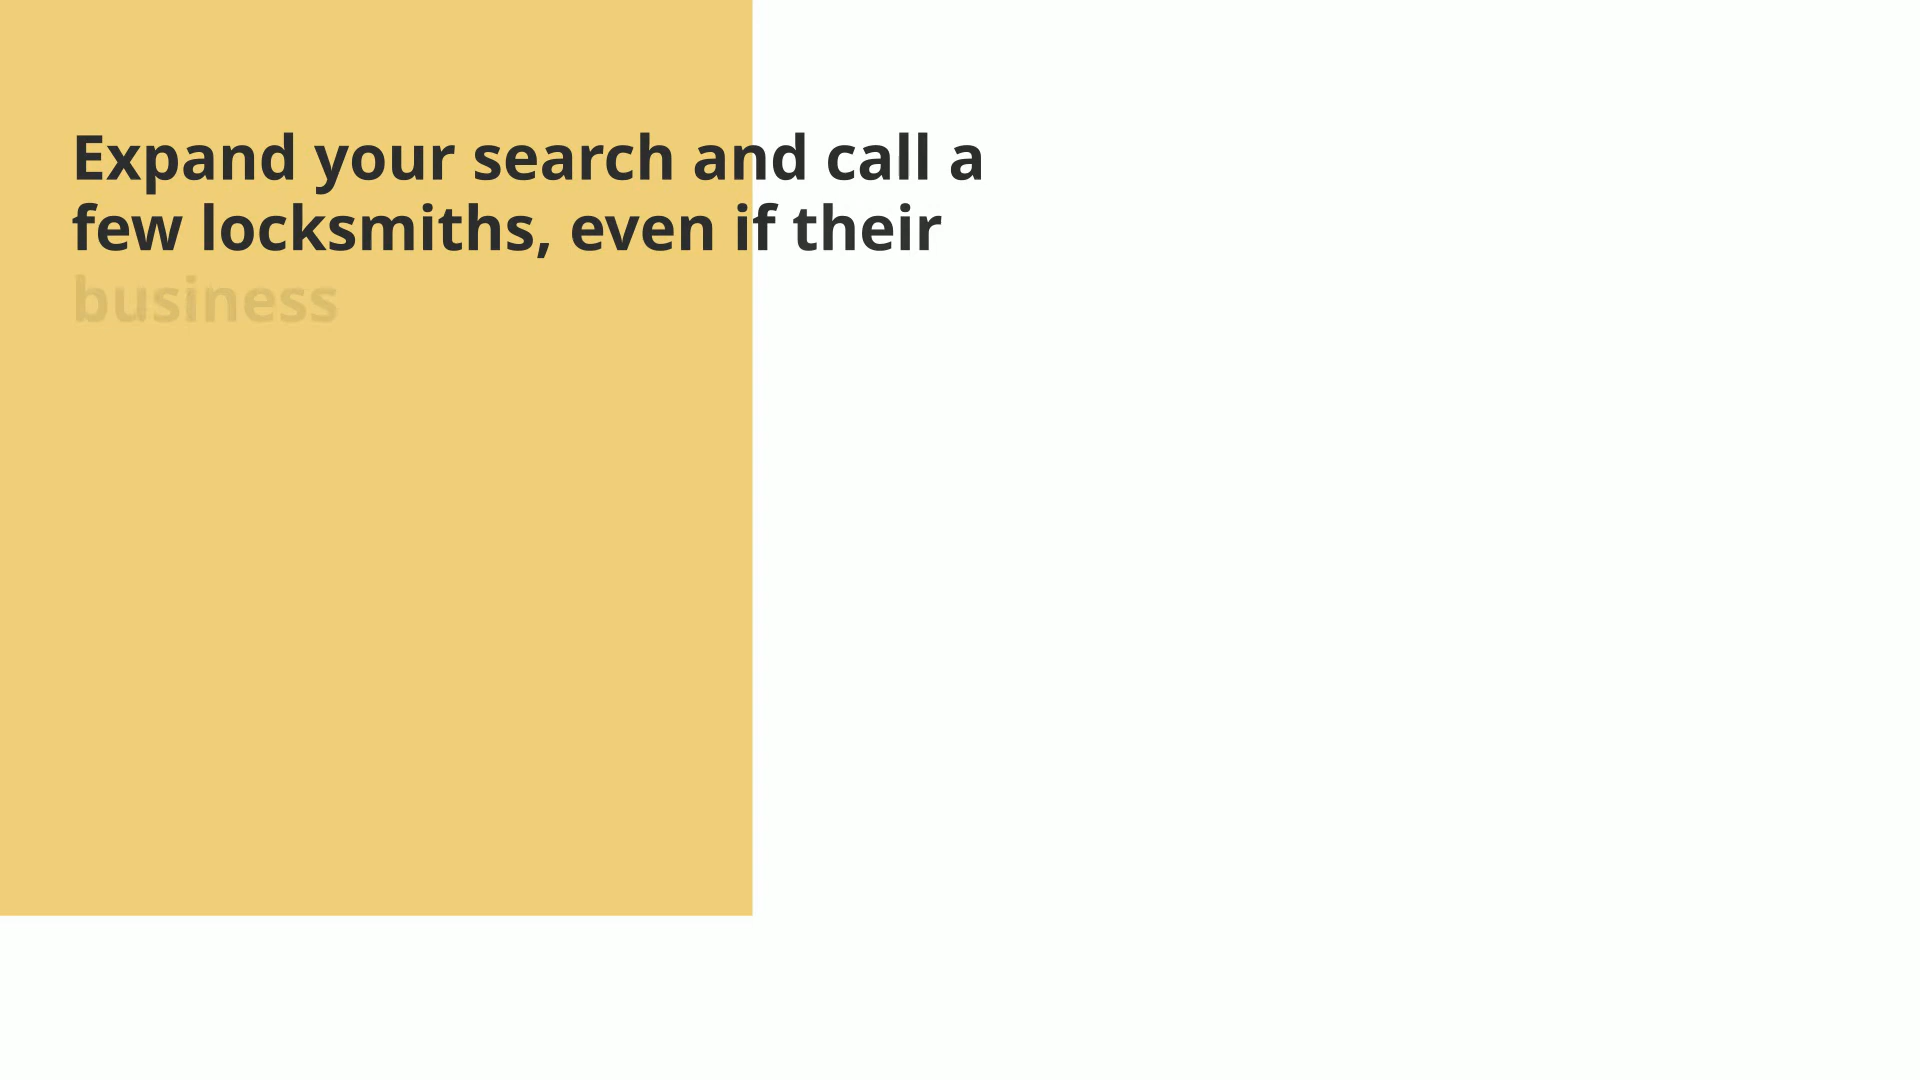 Expand your search and call a
few locksmiths, even if their
business